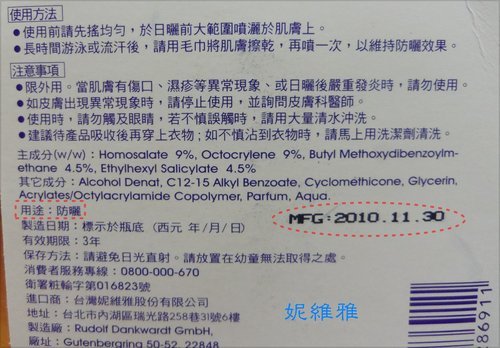 使用方法
●使用前請先搖均勻,於日曬前大範圍噴灑於肌膚上。
●長時間游泳或流汗後,請用毛巾將肌膚擦乾,再噴一次,以維持防曬效果。
注意事項
●限外用。當肌膚有傷口、濕疹等異常現象、或日曬後嚴重發炎時,請勿使用。
●如皮膚出現異常現象時,請停止使用,並詢問皮膚科醫師。
●使用時,請勿觸及眼睛,若不慎誤觸時,請用大量清水沖洗。
●建議待產品吸收後再穿上衣物;如不慎沾到衣物時,請馬上用洗潔劑清洗。
主成分(w/w):Homosalate 9%, Octocrylene 9%, Butyl Methoxydibenzoylm-
ethane 4.5%, Ethylhexyl Salicylate 4.5%
其它成分:Alcohol Denat, C12-15 Alkyl Benzoate, Cyclomethicone, Glycerin,
Acrylates/Octylacrylamide Copolymer, Parfum, Aqua.
用途:防曬
MFG:2010.11.30
製造日期:標示於瓶底 (西元 年/月/日)
有效期限:3年
保存方法:請避免日光直射。請放置在幼童無法取得之處。
消費者服務專線:0800-000-670
衛署粧輸字第016823號
進口商:台灣妮維雅股份有限公司
地址:台北市內湖區瑞光路258巷31號6樓
製造廠:Rudolf Dankwardt GmbH,
廠址:Gutenbergring 50-52, 22848
妮維雅
286911